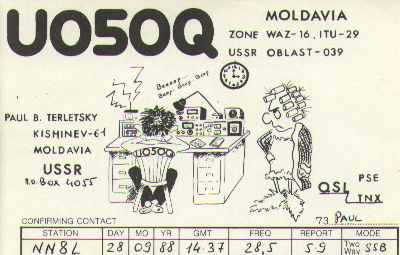 UO5OQ
MOLDAVIA
ZONE WAZ-16, ITU-29
USSR OBLAST-039
Beeeep...
Beep..Beep..Beep
PAUL B. TERLETSKY
KISHINEV-61
MOLDAVIA
USSR
P.O. BOX 4055
UO5OQ
QSL PSE
TNX
CONFIRMING CONTACT
73, PAUL
STATION DAY MO YR GMT FREQ REPORT MODE
NN8L 28 09 88 14-37 28,5 5-9 Two Way SSB